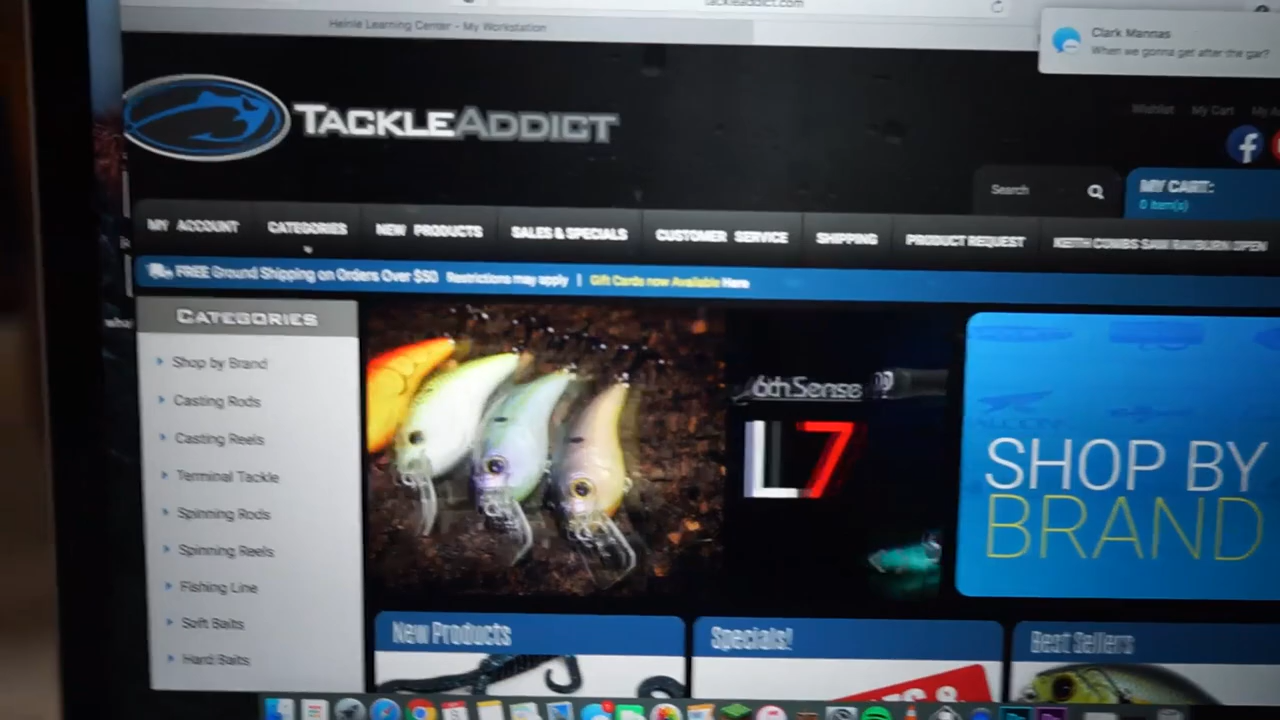 tackleaddict.com
Heinle Learning Center - My Workstation
Clark Mannas
When we gonna get after the gar?
TACKLEADDICT
Wishlist My Cart
Search
MY CART:
0 item(s)
MY ACCOUNT CATEGORIES NEW PRODUCTS SALES & SPECIALS CUSTOMER SERVICE SHIPPING PRODUCT REQUEST KEITH COMBS SAM RAYBURN OPEN
FREE Ground Shipping on Orders Over $50 Restrictions may apply | Gift Cards now Available Here
CATEGORIES
Shop by Brand
Casting Rods
Casting Reels
Terminal Tackle
Spinning Rods
Spinning Reels
Fishing Line
Soft Baits
Hard Baits
6th Sense
L7
SHOP BY
BRAND
New Products
Specials!
Best Sellers